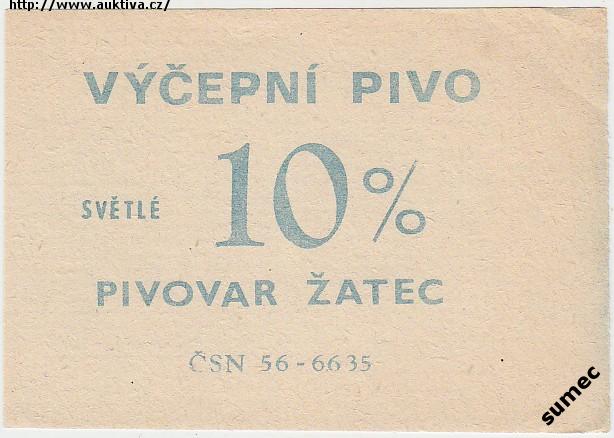 http://www.auktiva.cz/
VÝČEPNÍ PIVO
SVĚTLÉ 10%
PIVOVAR ŽATEC
ČSN 56-6635
sumec